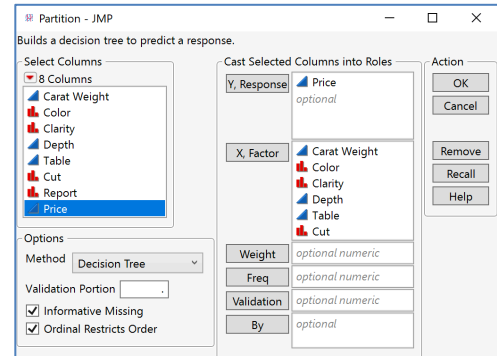 Partition - JMP
Builds a decision tree to predict a response.
Select Columns
8 Columns
Carat Weight
Color
Clarity
Depth
Table
Cut
Report
Price
Options
Method Decision Tree
Validation Portion .
Informative Missing
Ordinal Restricts Order
Cast Selected Columns into Roles
Y, Response Price
optional
X, Factor Carat Weight
Color
Clarity
Depth
Table
Cut
Weight optional numeric
Freq optional numeric
Validation optional numeric
By optional
Action
OK
Cancel
Remove
Recall
Help